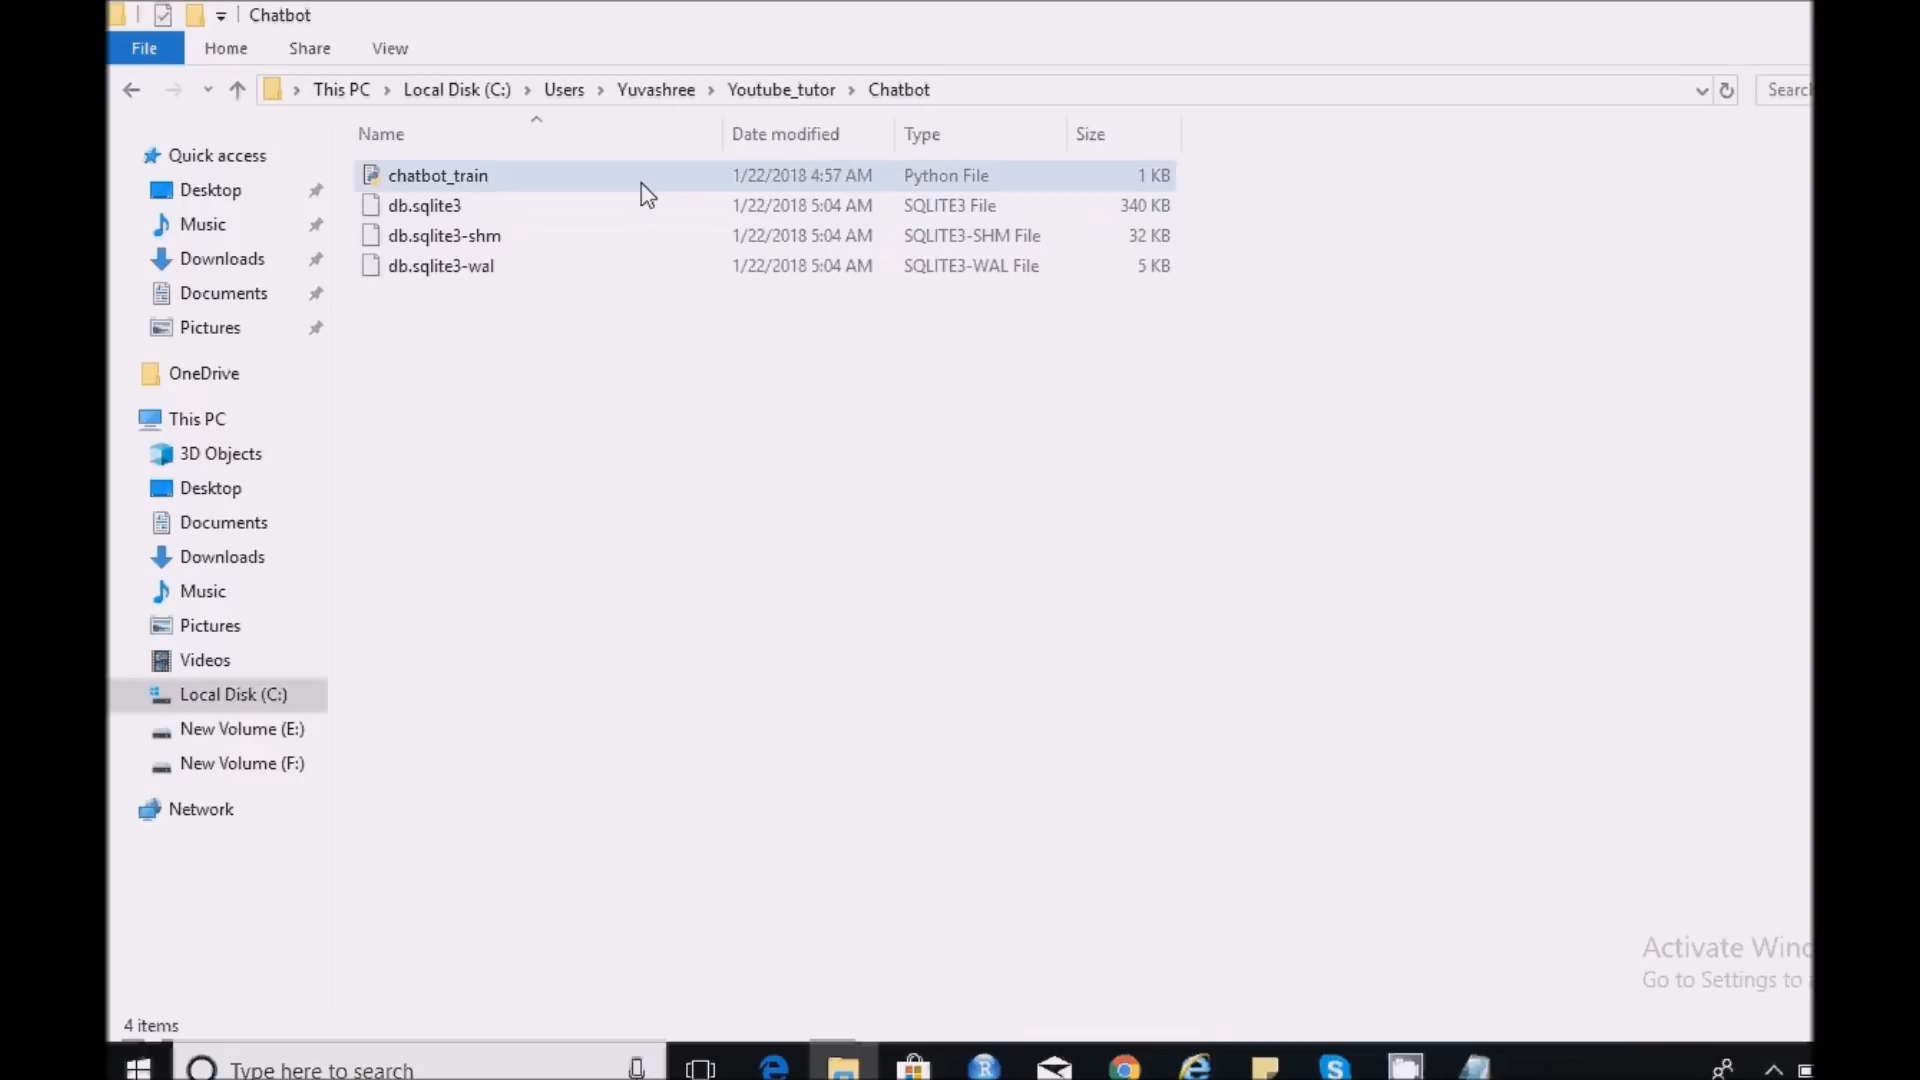 Chatbot
File Home Share View
This PC Local Disk (C:) Users Yuvashree Youtube_tutor Chatbot
Name Date modified Type Size
chatbot_train 1/22/2018 4:57 AM Python File 1 KB
db.sqlite3 1/22/2018 5:04 AM SQLITE3 File 340 KB
db.sqlite3-shm 1/22/2018 5:04 AM SQLITE3-SHM File 32 KB
db.sqlite3-wal 1/22/2018 5:04 AM SQLITE3-WAL File 5 KB
Quick access
Desktop
Music
Downloads
Documents
Pictures
OneDrive
This PC
3D Objects
Desktop
Documents
Downloads
Music
Pictures
Videos
Local Disk (C:)
New Volume (E:)
New Volume (F:)
Network
Activate
Go to Settings to
4 items
Type here to search